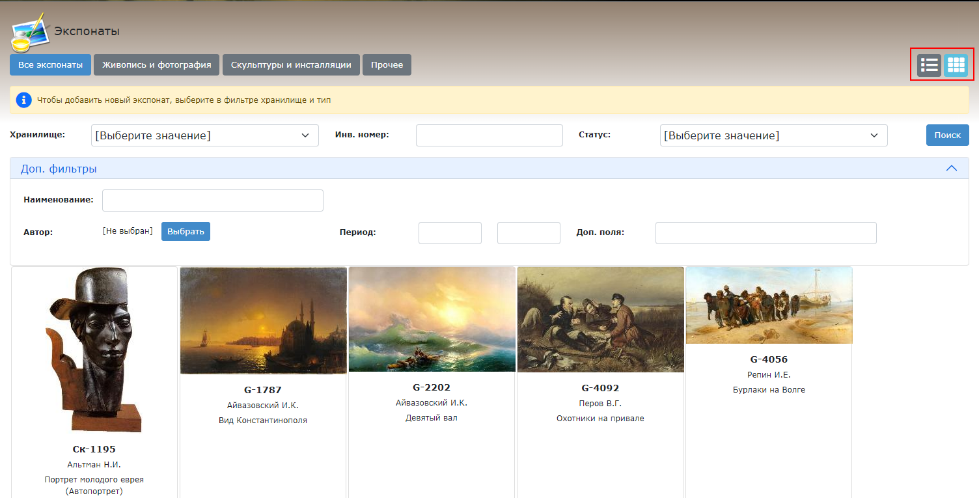 Экспонаты
Все экспонаты Живопись и фотография Скульптуры и инсталляции Прочее
Чтобы добавить новый экспонат, выберите в фильтре хранилище и тип
Хранилище: [Выберите значение] Инв. номер: Статус: [Выберите значение] Поиск
Доп. фильтры
Наименование:
Автор: [Не выбран] Выбрать Период: Доп. поля:
Ск-1195
Альтман Н.И.
Портрет молодого еврея
(Автопортрет)
G-1787
Айвазовский И.К.
Вид Константинополя
G-2202
Айвазовский И.К.
Девятый вал
G-4092
Перов В.Г.
Охотники на привале
G-4056
Репин И.Е.
Бурлаки на Волге